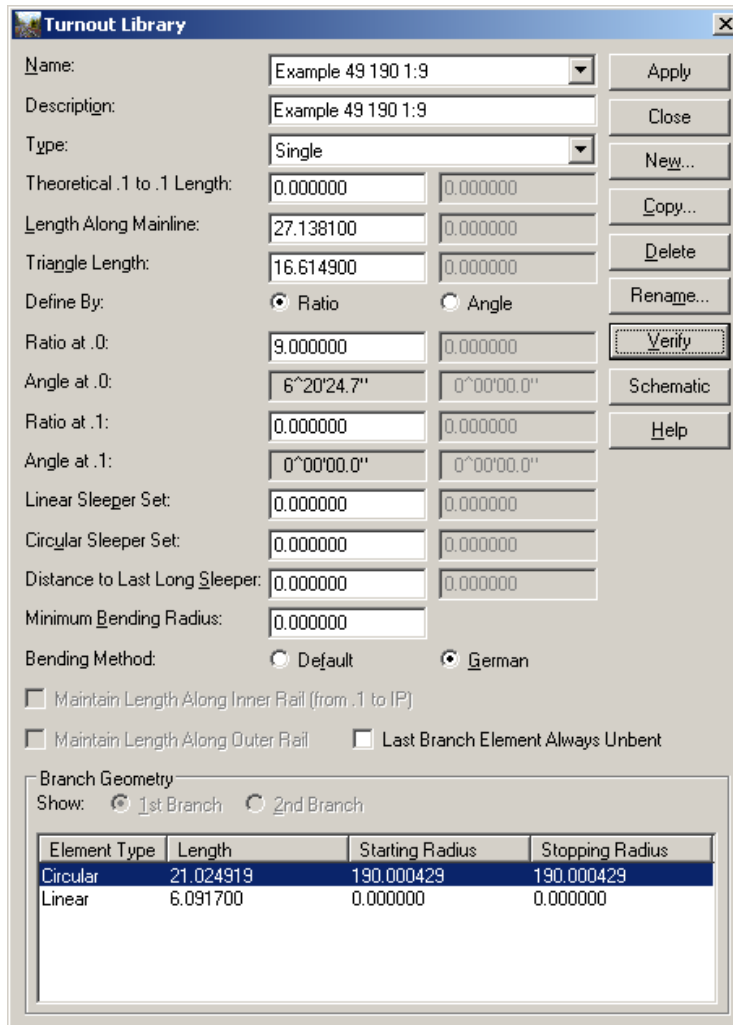 Turnout Library
Name: Example 49 190 1:9 Apply
Description: Example 49 190 1:9 Close
Type: Single New...
Theoretical .1 to .1 Length: 0.000000 0.000000 Copy...
Length Along Mainline: 27.138100 0.000000
Triangle Length: 16.614900 0.000000 Delete
Define By: Ratio Angle Rename...
Ratio at .0: 9.000000 0.000000 Verify
Angle at .0: 6^20'24.7" 0^00'00.0" Schematic
Ratio at .1: 0.000000 0.000000 Help
Angle at .1: 0^00'00.0" 0^00'00.0"
Linear Sleeper Set: 0.000000 0.000000
Circular Sleeper Set: 0.000000 0.000000
Distance to Last Long Sleeper: 0.000000 0.000000
Minimum Bending Radius: 0.000000
Bending Method: Default German
Maintain Length Along Inner Rail (from .1 to IP)
Maintain Length Along Outer Rail Last Branch Element Always Unbent
Branch Geometry
Show: 1st Branch 2nd Branch
Element Type Length Starting Radius Stopping Radius
Circular 21.024919 190.000429 190.000429
Linear 6.091700 0.000000 0.000000